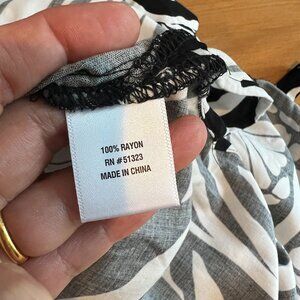 100% RAYON
RN #51323
MADE IN CHINA